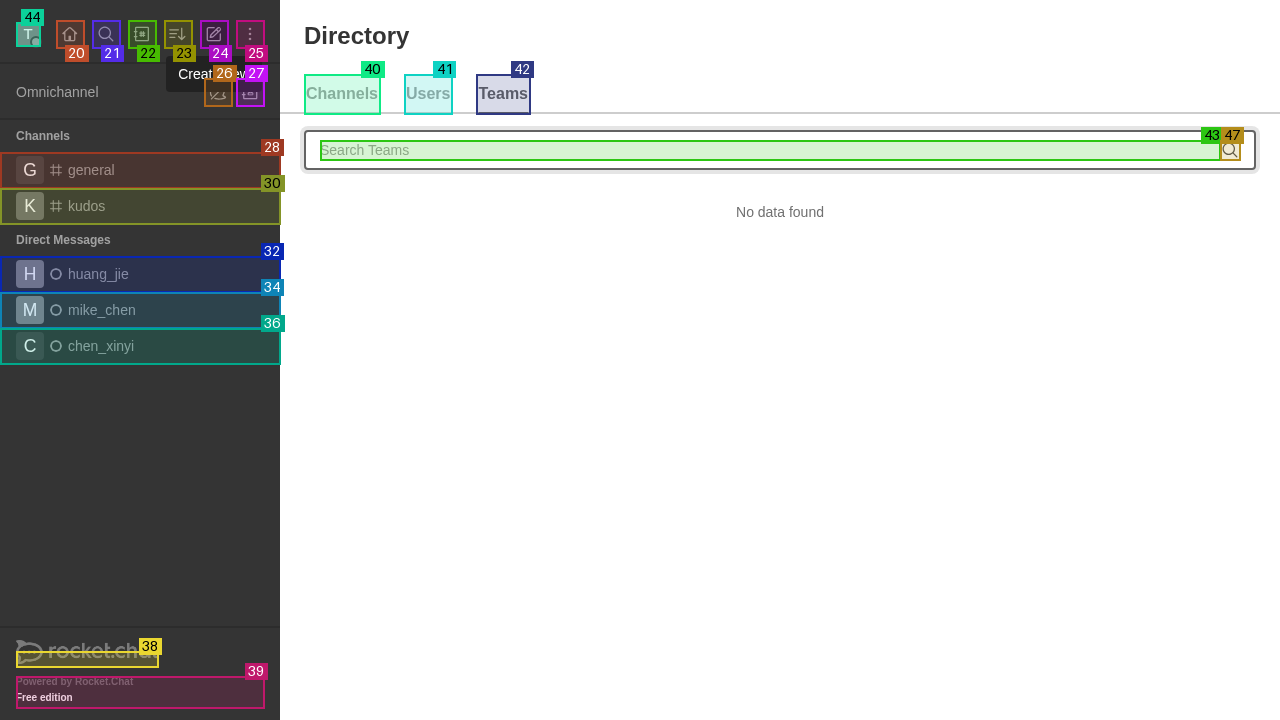 44
T
20
21
22
23
24
25
Create New
26
27
Omnichannel
Channels
28
G general
30
K kudos
Direct Messages
32
H huang_jie
34
M mike_chen
36
C chen_xinyi
38
rocket.chat
39
Powered by Rocket.Chat
Free edition
Directory
40
41
42
Channels
Users
Teams
43
47
Search Teams
No data found